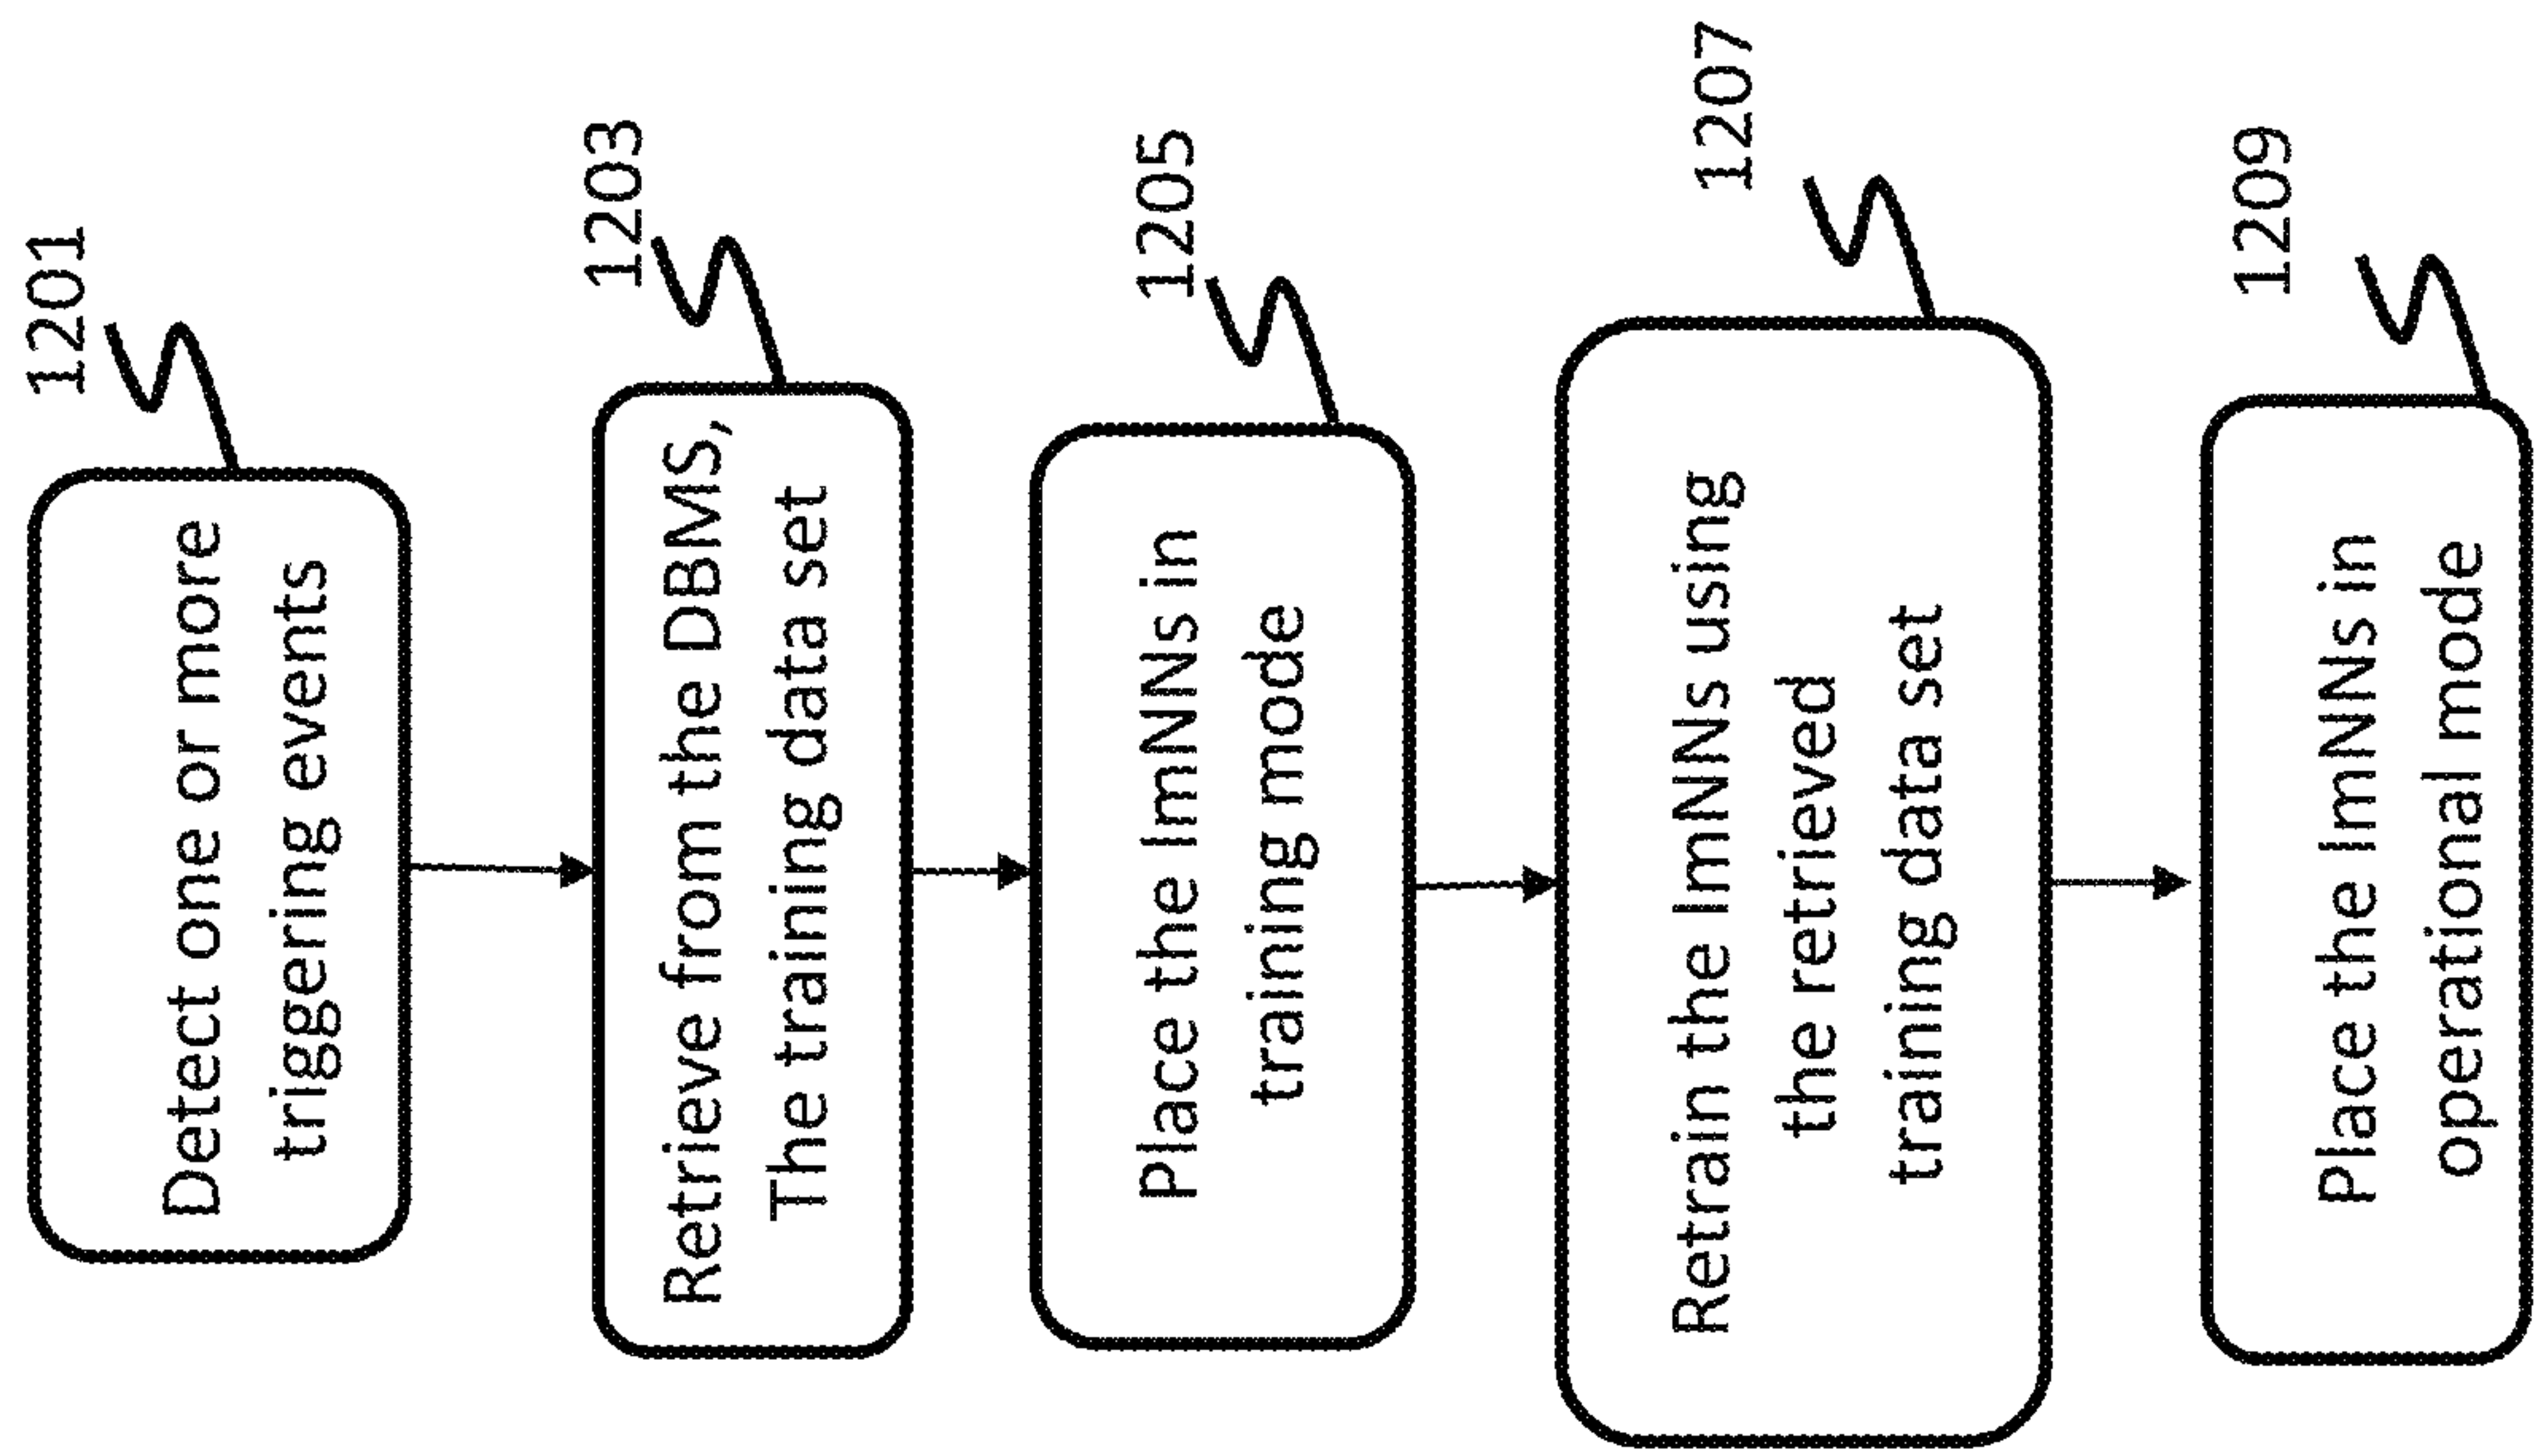 1201
Detect one or more
triggering events
1203
Retrieve from the DBMS,
The training data set
1205
Place the ImNNs in
training mode
1207
Retrain the ImNNs using
the retrieved
training data set
1209
Place the ImNNs in
operational mode